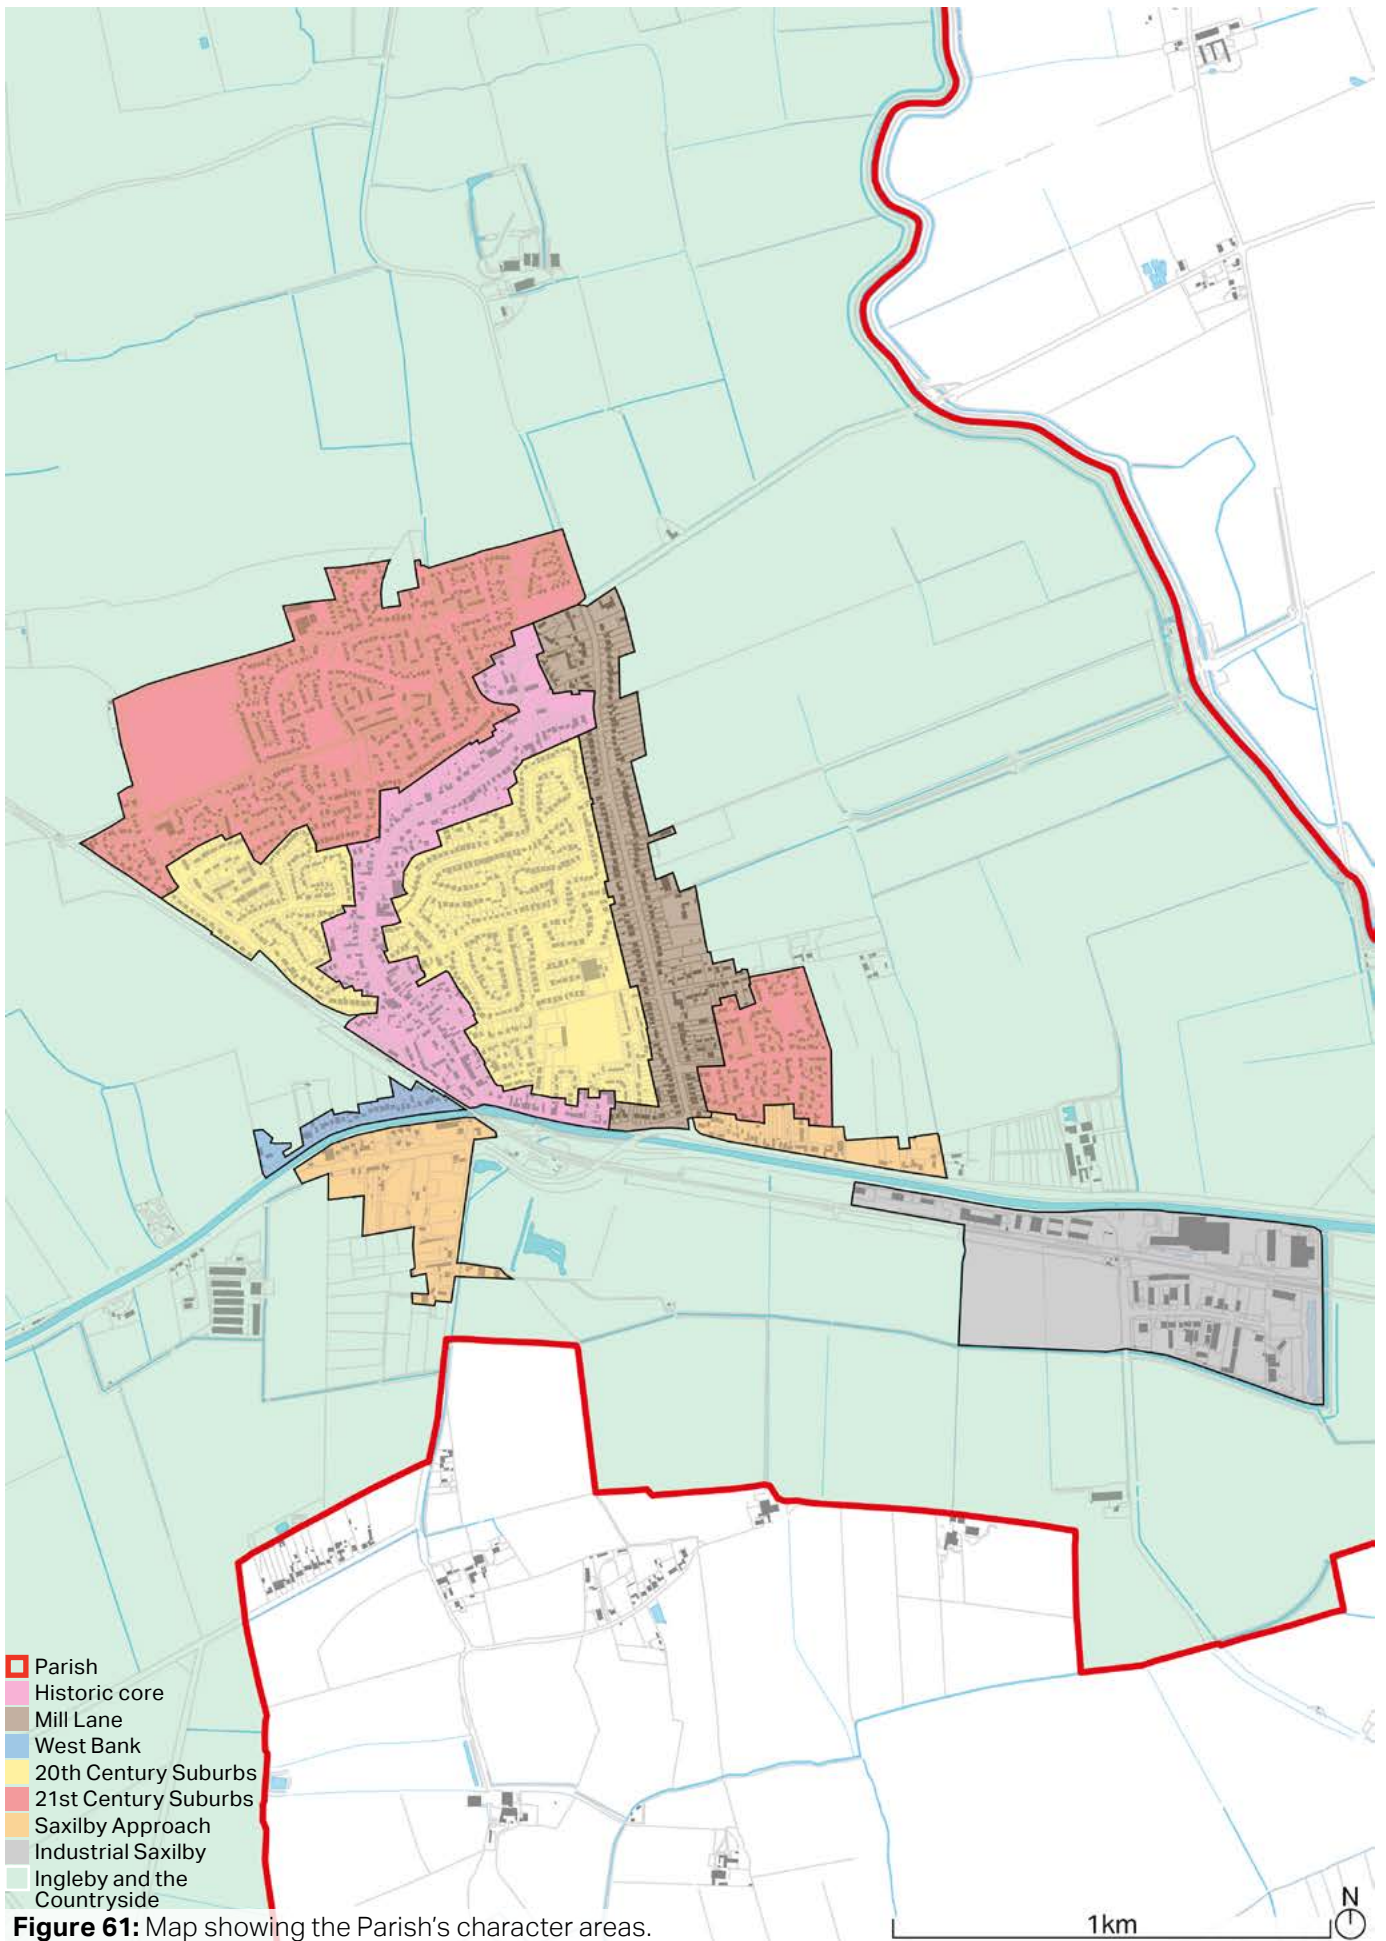 Parish
Historic core
Mill Lane
West Bank
20th Century Suburbs
21st Century Suburbs
Saxilby Approach
Industrial Saxilby
Ingleby and the
Countryside
Figure 61: Map showing the Parish's character areas.
1km
N